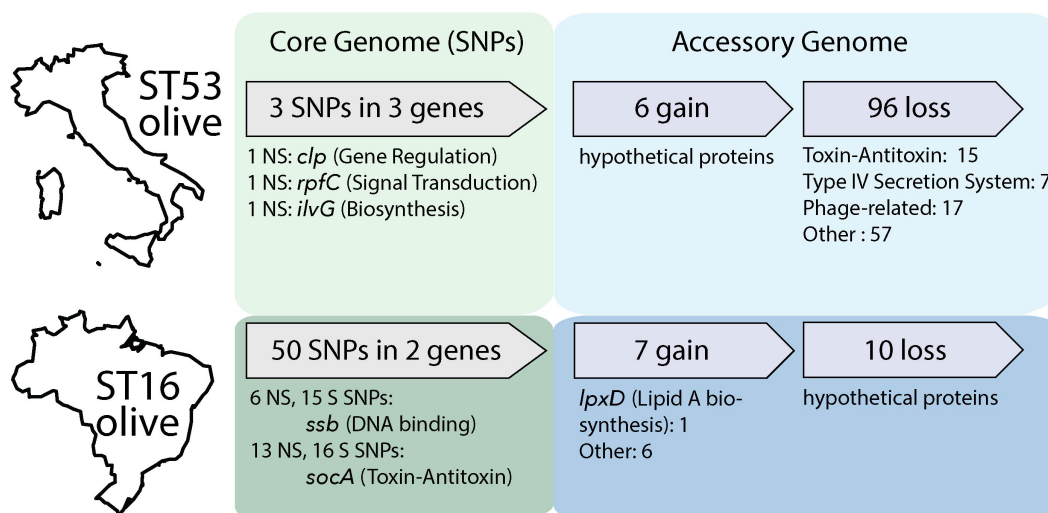 Core Genome (SNPs)
Accessory Genome
ST53
olive
3 SNPs in 3 genes
6 gain
96 loss
1 NS: clp (Gene Regulation)
1 NS: rpfC (Signal Transduction)
1 NS: ilvG (Biosynthesis)
hypothetical proteins
Toxin-Antitoxin: 15
Type IV Secretion System: 7
Phage-related: 17
Other : 57
ST16
olive
50 SNPs in 2 genes
7 gain
10 loss
6 NS, 15 S SNPs:
ssb (DNA binding)
13 NS, 16 S SNPs:
socA (Toxin-Antitoxin)
lpxD (Lipid A bio-
synthesis): 1
Other: 6
hypothetical proteins